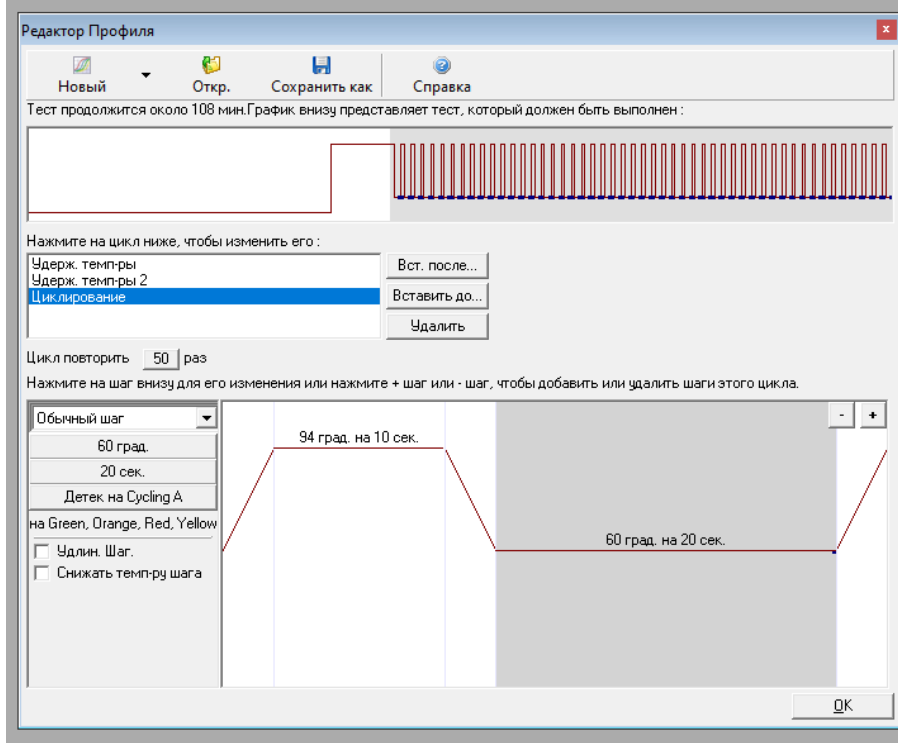 Редактор Профиля
Новый Откр. Сохранить как Справка
Тест продолжится около 108 мин.График внизу представляет тест, который должен быть выполнен :
Нажмите на цикл ниже, чтобы изменить его :
Удерж. темп-ры
Удерж. темп-ры 2
Циклирование
Вст. после...
Вставить до...
Удалить
Цикл повторить 50 раз
Нажмите на шаг внизу для его изменения или нажмите + шаг или - шаг, чтобы добавить или удалить шаги этого цикла.
Обычный шаг
60 град.
20 сек.
Детек на Cycling A
на Green, Orange, Red, Yellow
Удлин. Шаг.
Снижать темп-ру шага
94 град. на 10 сек.
60 град. на 20 сек.
- +
OK